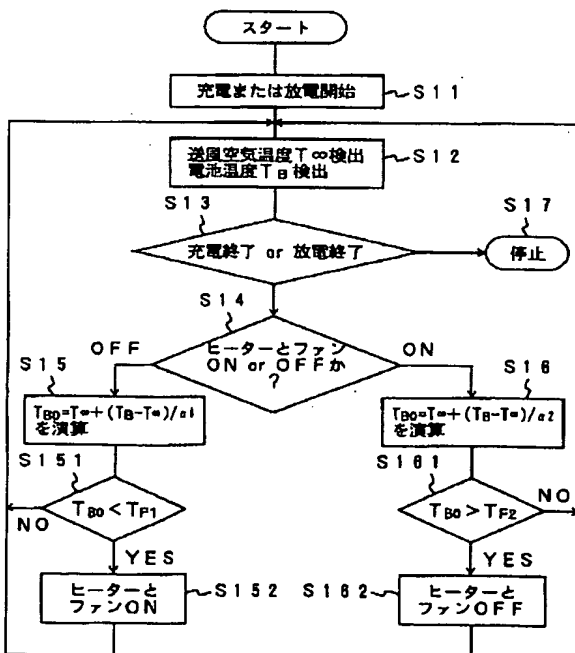 スタート
充電または放電開始
S11
送風空気温度T∞検出
電池温度TB検出
S12
S13
充電終了 or 放電終了
S17
停止
S14
ヒーターとファン
ON or OFFか
?
OFF
ON
S15
TB0=T∞+(TB-T∞)/α1
を演算
S16
TB0=T∞+(TB-T∞)/α2
を演算
S151
TB0<TF1
NO
YES
S161
TB0>TF2
NO
YES
ヒーターと
ファンON
S152
S162
ヒーターと
ファンOFF